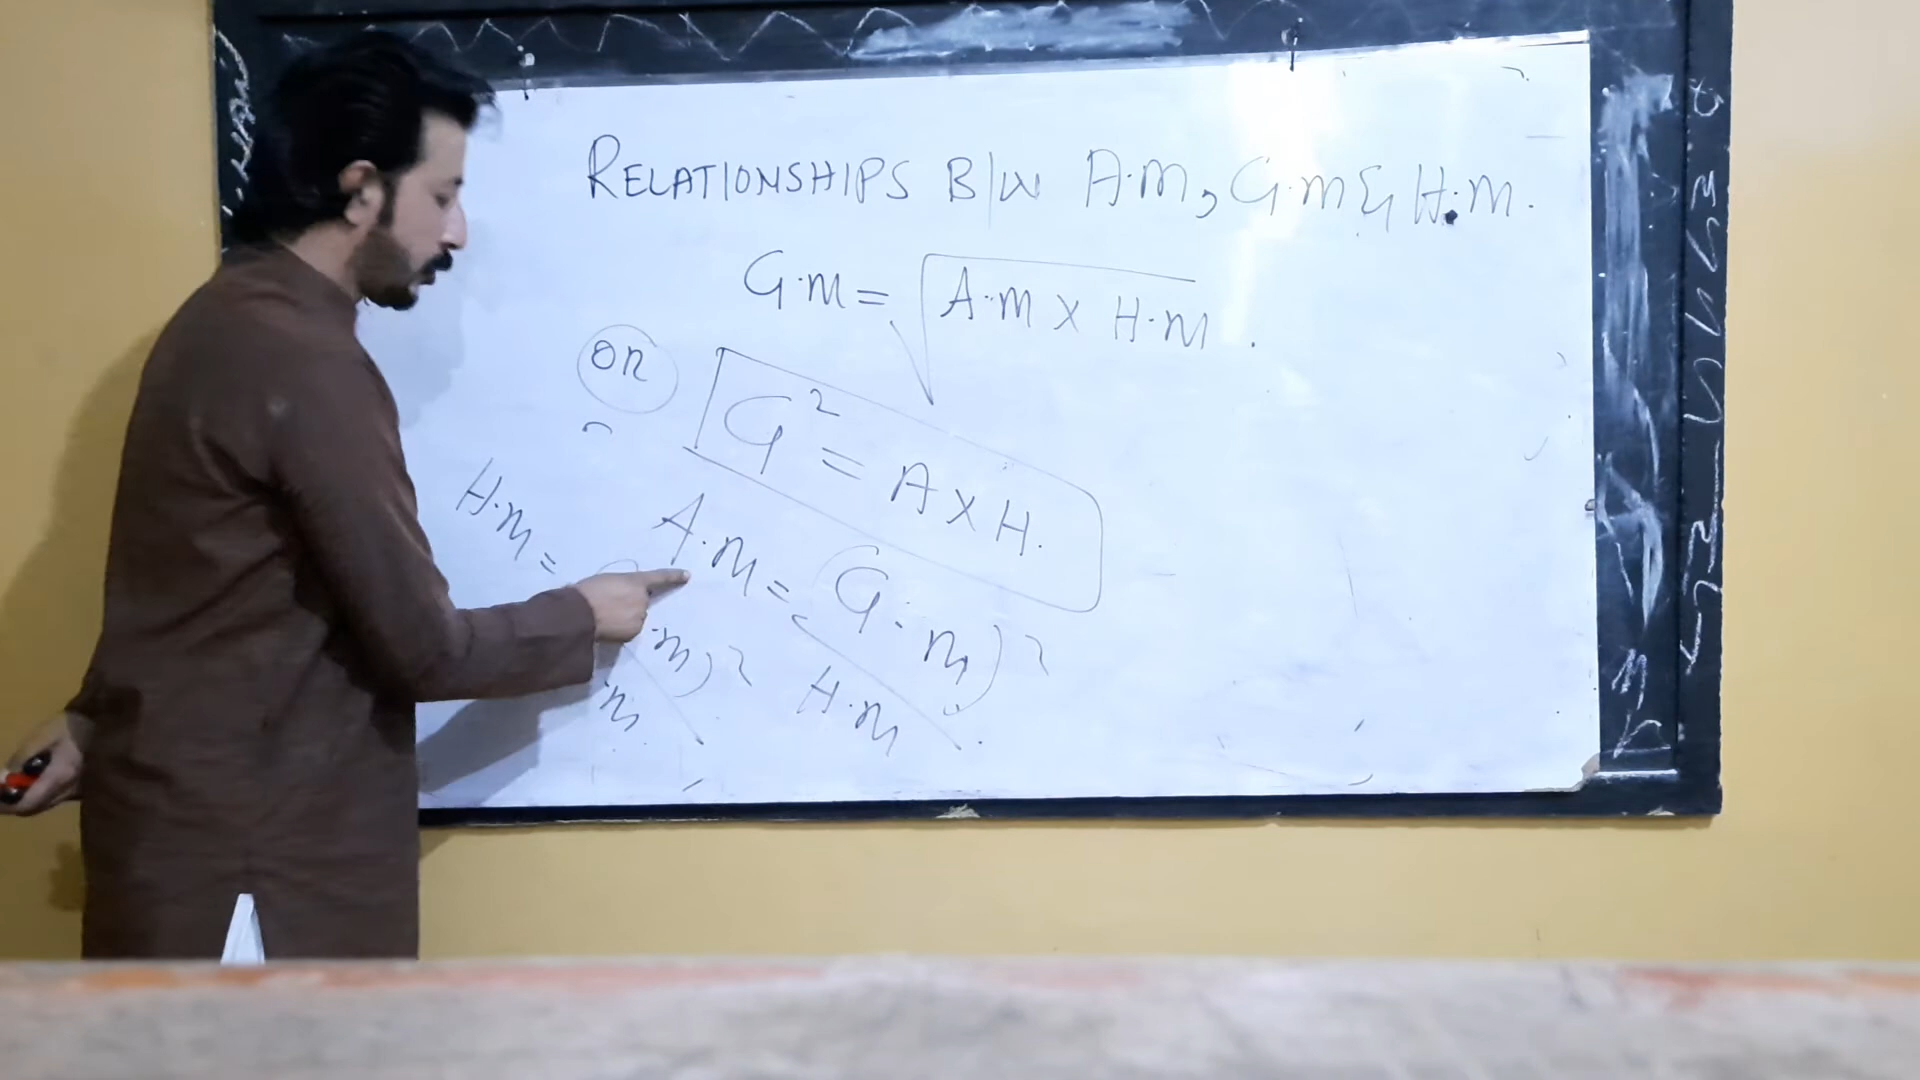 RELATIONSHIPS B/W A.M, G.M & H.M.
G.M = √A.M X H.M.
OR
G² = A X H.
A.M = (G.M)²
H.M.
H.M =
.M)²
.M.